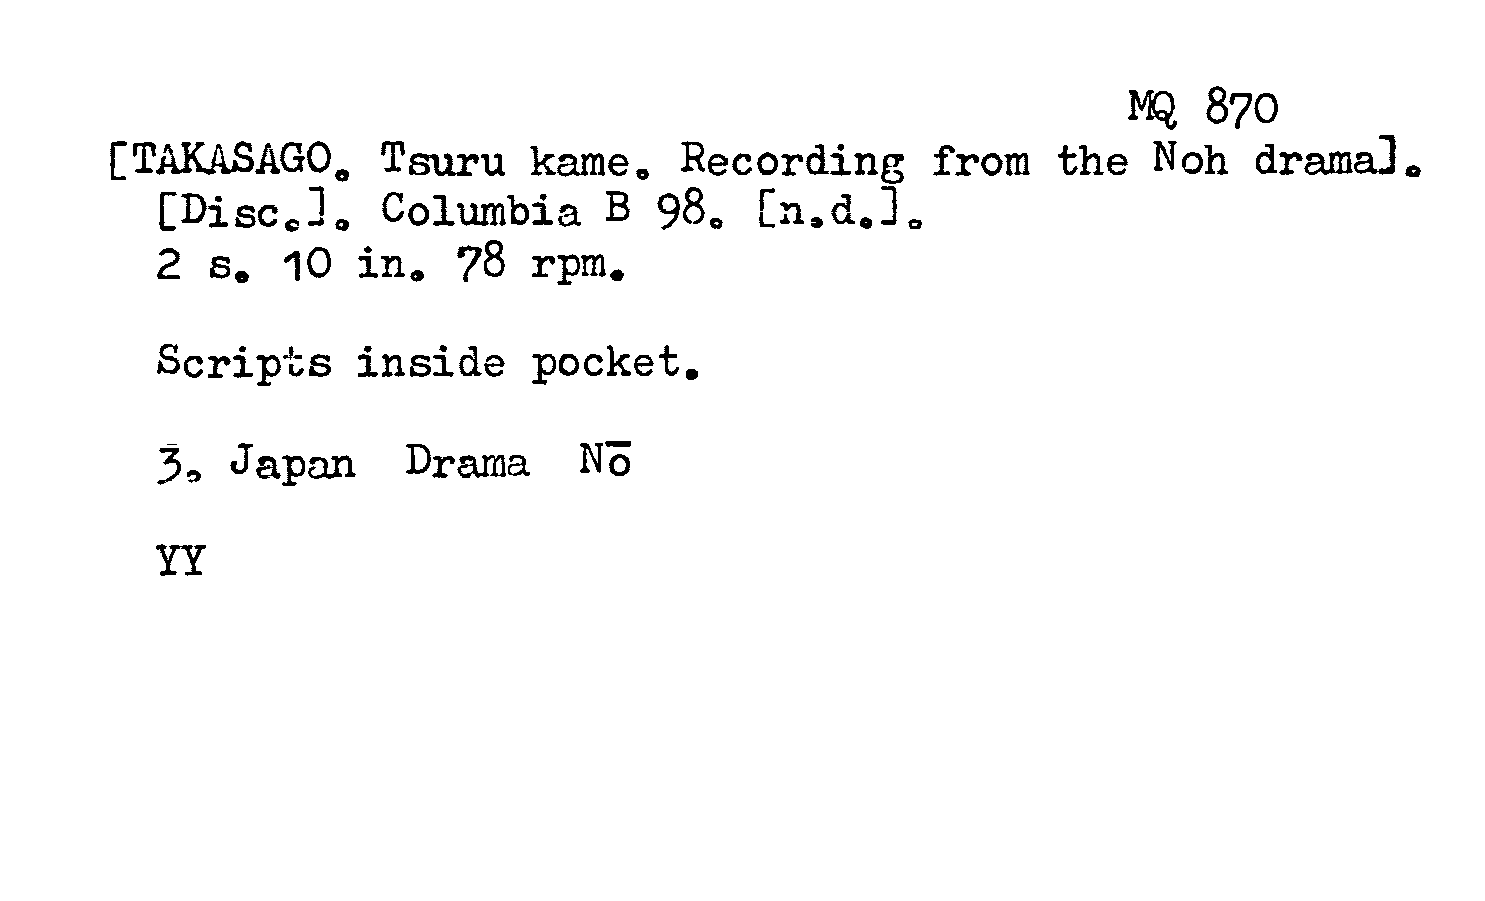 MQ 870
[TAKASAGO. Tsuru kame. Recording from the Noh drama].
[Disc.]. Columbia B 98. [n.d.].
2 s. 10 in. 78 rpm.
Scripts inside pocket.
3. Japan Drama Nō
YY